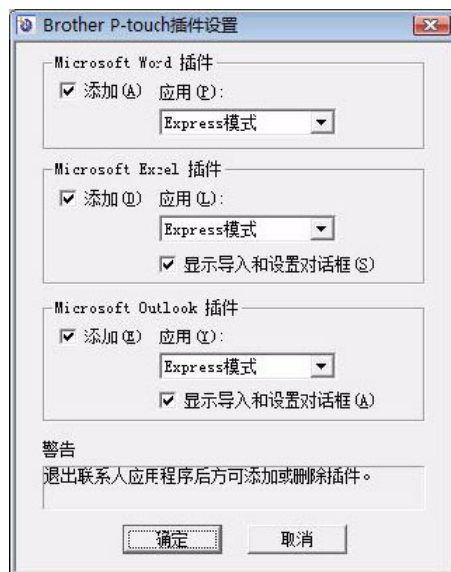 Brother P-touch插件设置
Microsoft Word 插件
添加(A) 应用(P):
Express模式
Microsoft Excel 插件
添加(D) 应用(L):
Express模式
显示导入和设置对话框(S)
Microsoft Outlook 插件
添加(E) 应用(Y):
Express模式
显示导入和设置对话框(A)
警告
退出联系人应用程序后方可添加或删除插件。
确定 取消